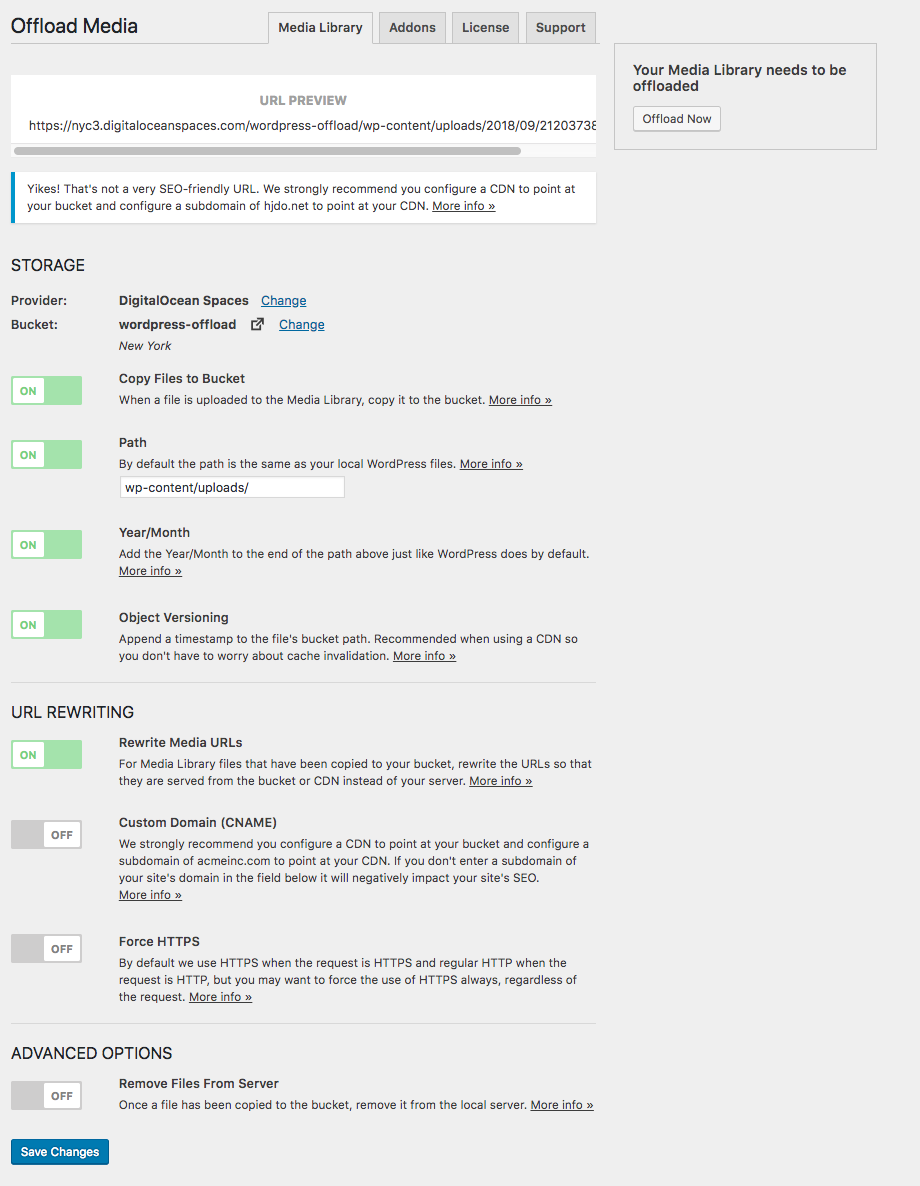 Offload Media
Media Library
Addons
License
Support
Your Media Library needs to be
offloaded
Offload Now
URL PREVIEW
https://nyc3.digitaloceanspaces.com/wordpress-offload/wp-content/uploads/2018/09/21203738
Yikes! That's not a very SEO-friendly URL. We strongly recommend you configure a CDN to point at
your bucket and configure a subdomain of hjdo.net to point at your CDN. More info »
STORAGE
Provider: DigitalOcean Spaces Change
Bucket: wordpress-offload Change
New York
ON
Copy Files to Bucket
When a file is uploaded to the Media Library, copy it to the bucket. More info »
ON
Path
By default the path is the same as your local WordPress files. More info »
wp-content/uploads/
ON
Year/Month
Add the Year/Month to the end of the path above just like WordPress does by default.
More info »
ON
Object Versioning
Append a timestamp to the file's bucket path. Recommended when using a CDN so
you don't have to worry about cache invalidation. More info »
URL REWRITING
ON
Rewrite Media URLs
For Media Library files that have been copied to your bucket, rewrite the URLs so that
they are served from the bucket or CDN instead of your server. More info »
OFF
Custom Domain (CNAME)
We strongly recommend you configure a CDN to point at your bucket and configure a
subdomain of acmeinc.com to point at your CDN. If you don't enter a subdomain of
your site's domain in the field below it will negatively impact your site's SEO.
More info »
OFF
Force HTTPS
By default we use HTTPS when the request is HTTPS and regular HTTP when the
request is HTTP, but you may want to force the use of HTTPS always, regardless of
the request. More info »
ADVANCED OPTIONS
OFF
Remove Files From Server
Once a file has been copied to the bucket, remove it from the local server. More info »
Save Changes